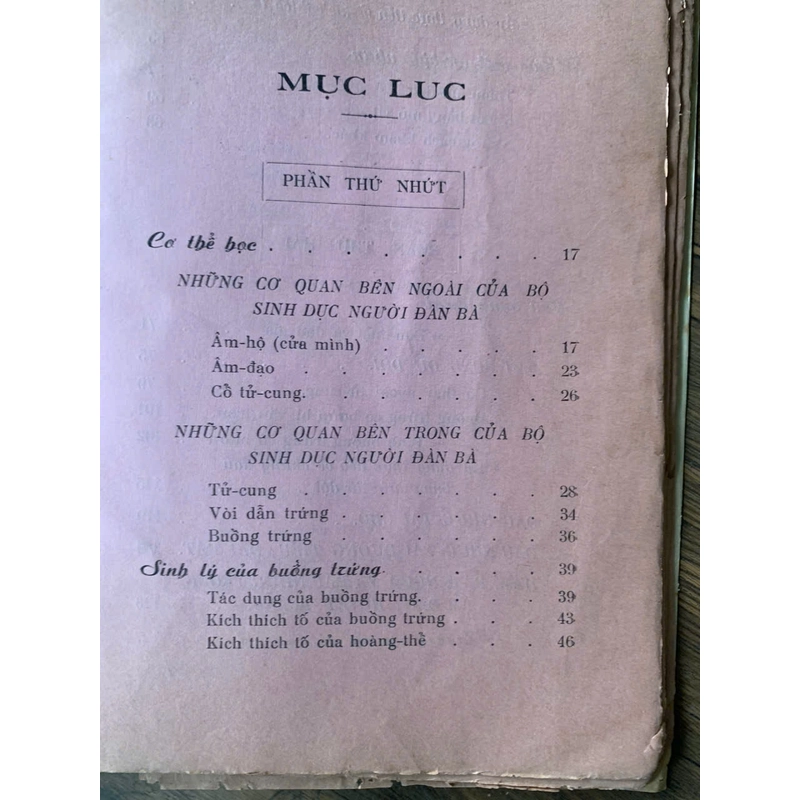 MỤC LUC
PHẦN THỨ NHỨT
Cơ thể học . . . . . . . . 17
NHỮNG CƠ QUAN BÊN NGOÀI CỦA BỘ
SINH DỤC NGƯỜI ĐÀN BÀ
Âm-hộ (cửa mình) . . . . . 17
Âm-đạo . . . . . . . 23
Cồ tử-cung. . . . . . . 26
NHỮNG CƠ QUAN BÊN TRONG CỦA BỘ
SINH DỤC NGƯỜI ĐÀN BÀ
Tử-cung . . . . . . . 28
Vòi dẫn trứng . . . . . . 34
Buồng trứng . . . . . . 36
Sinh lý của buồng trứng . . . . . 39
Tác dụng của buồng trứng. . . . 39
Kích thích tố của buồng trứng . . . 43
Kích thích tố của hoàng-thề . . . 46